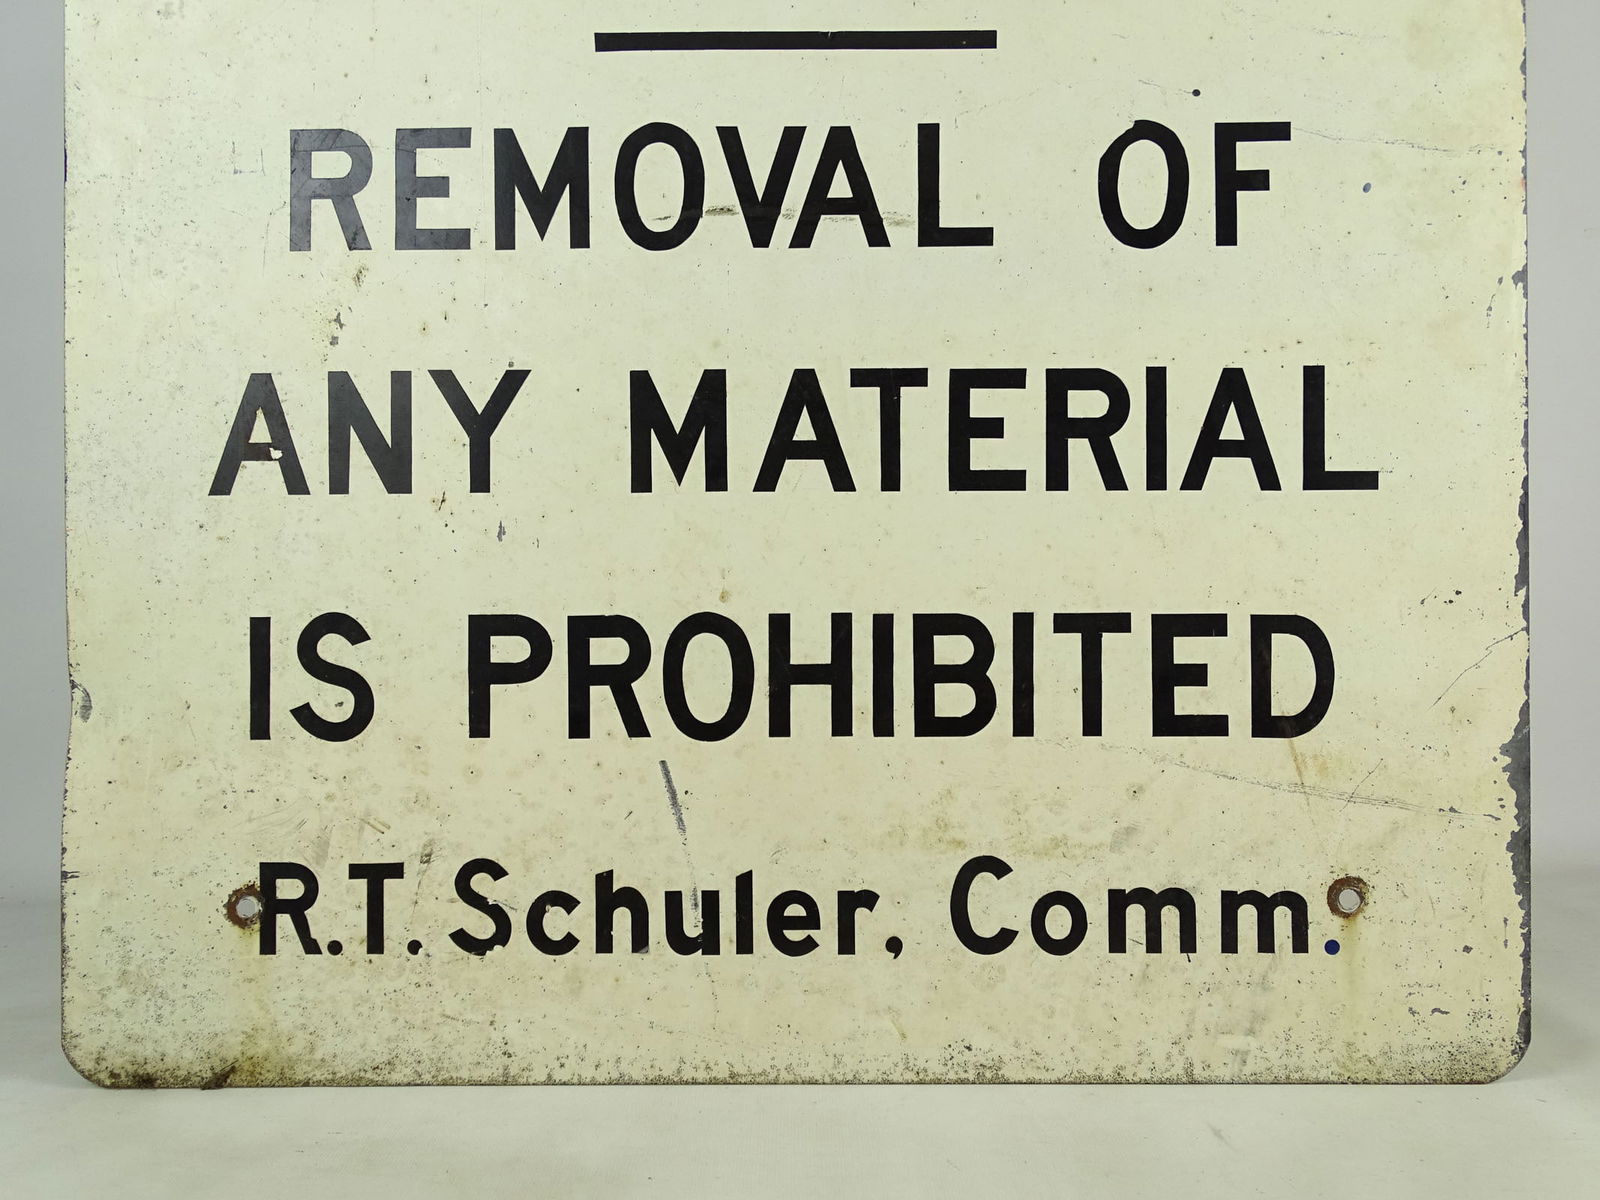 REMOVAL OF
ANY MATERIAL
IS PROHIBITED
R.T. Schuler, Comm.